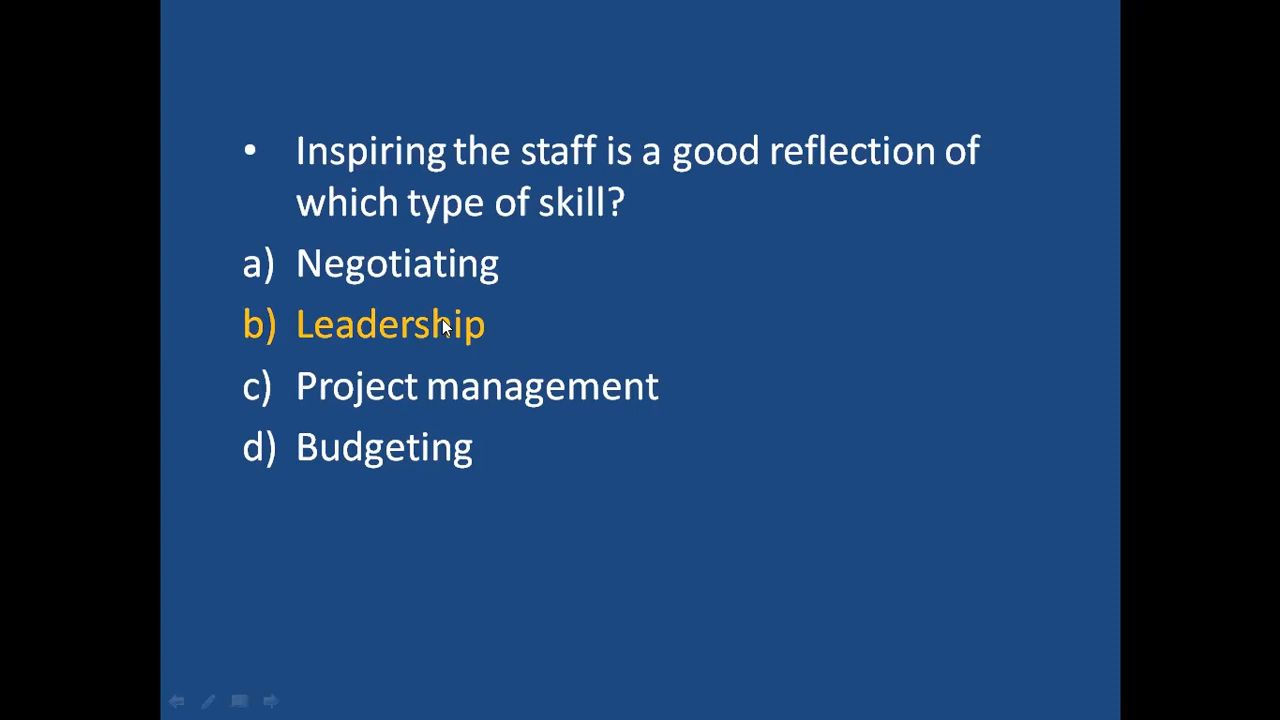 • Inspiring the staff is a good reflection of
which type of skill?
a) Negotiating
b) Leadership
c) Project management
d) Budgeting